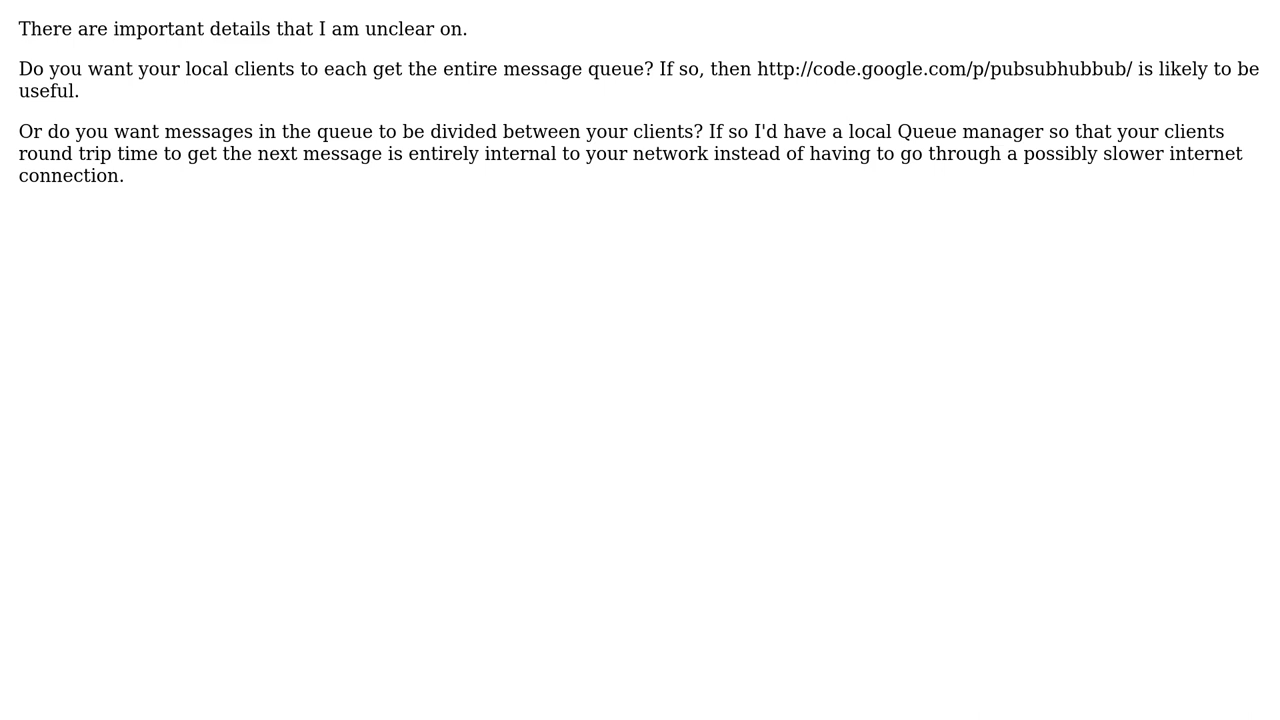 There are important details that I am unclear on.
Do you want your local clients to each get the entire message queue? If so, then http://code.google.com/p/pubsubhubbub/ is likely to be
useful.
Or do you want messages in the queue to be divided between your clients? If so I'd have a local Queue manager so that your clients
round trip time to get the next message is entirely internal to your network instead of having to go through a possibly slower internet
connection.